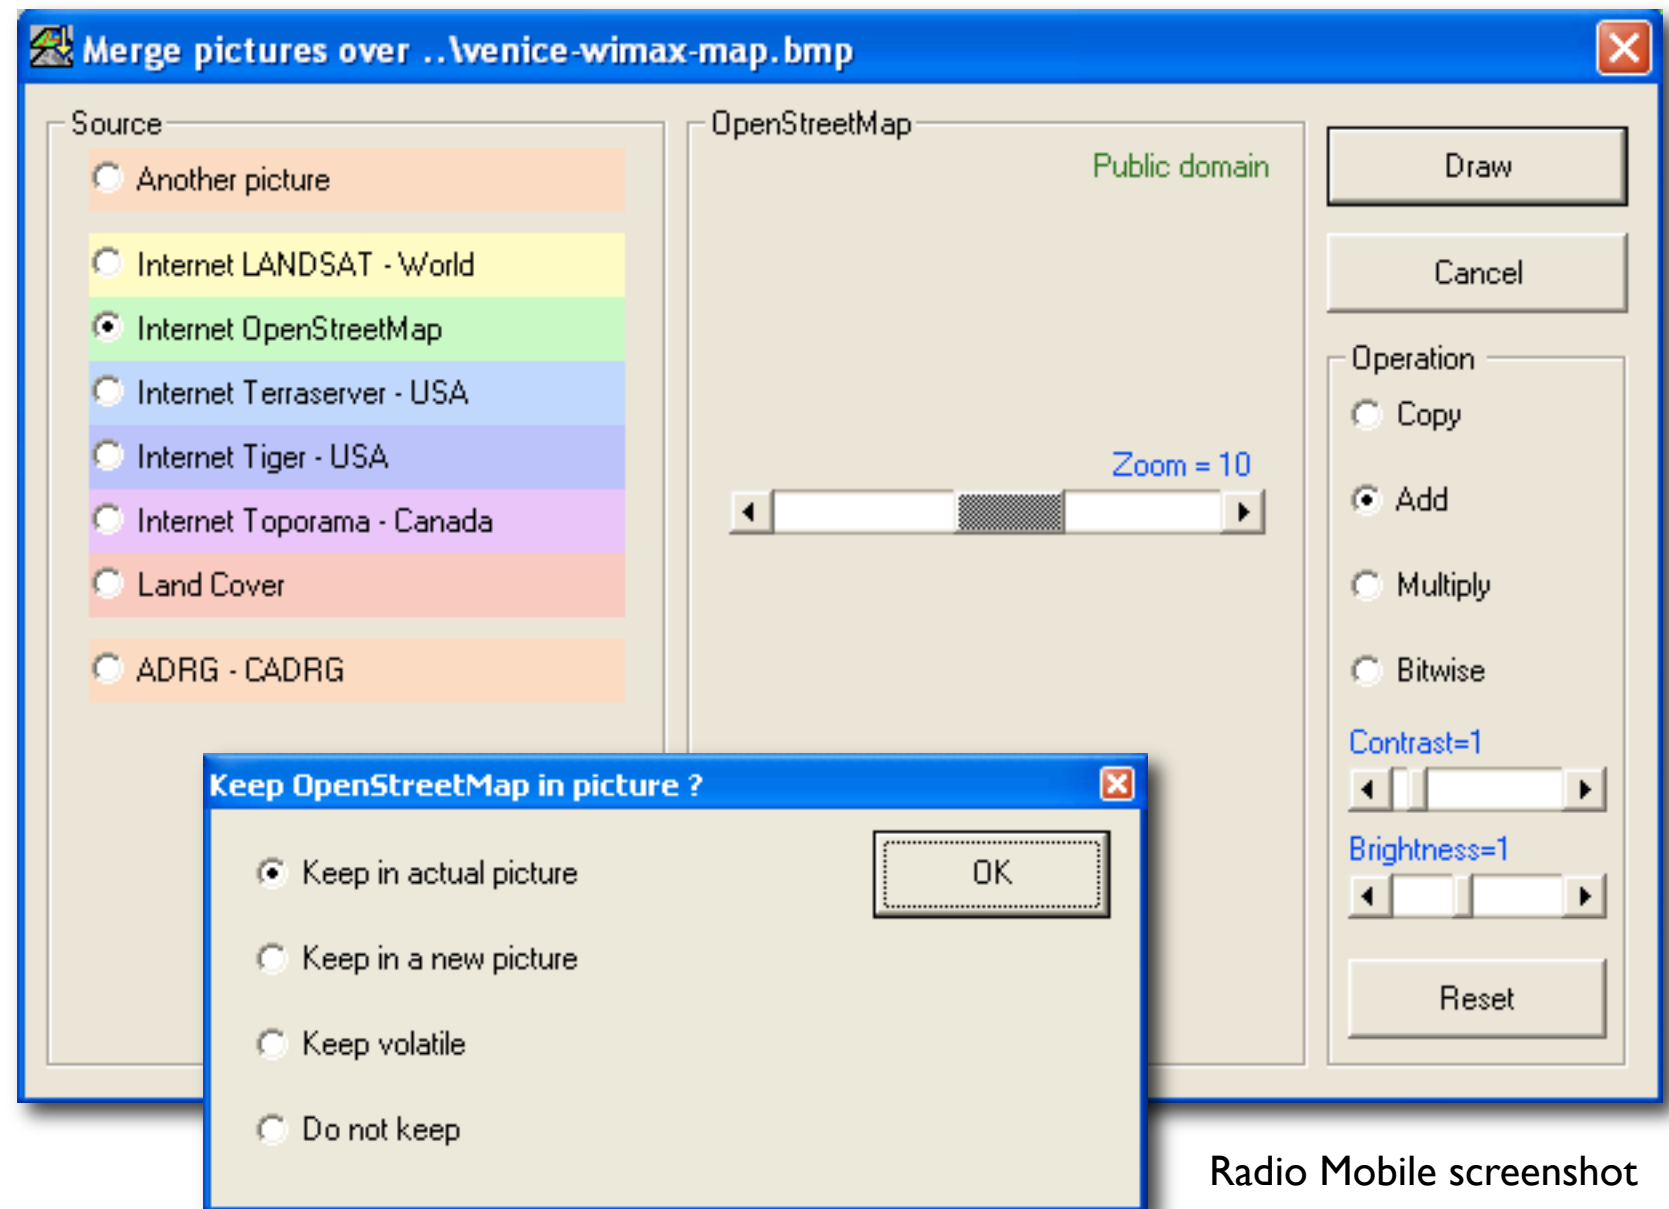 Merge pictures over ..\venice-wimax-map.bmp
Source
Another picture
Internet LANDSAT - World
Internet OpenStreetMap
Internet Terraserver - USA
Internet Tiger - USA
Internet Toporama - Canada
Land Cover
ADRG - CADRG
OpenStreetMap
Public domain
Zoom = 10
Draw
Cancel
Operation
Copy
Add
Multiply
Bitwise
Contrast=1
Brightness=1
Reset
Keep OpenStreetMap in picture ?
Keep in actual picture
OK
Keep in a new picture
Keep volatile
Do not keep
Radio Mobile screenshot